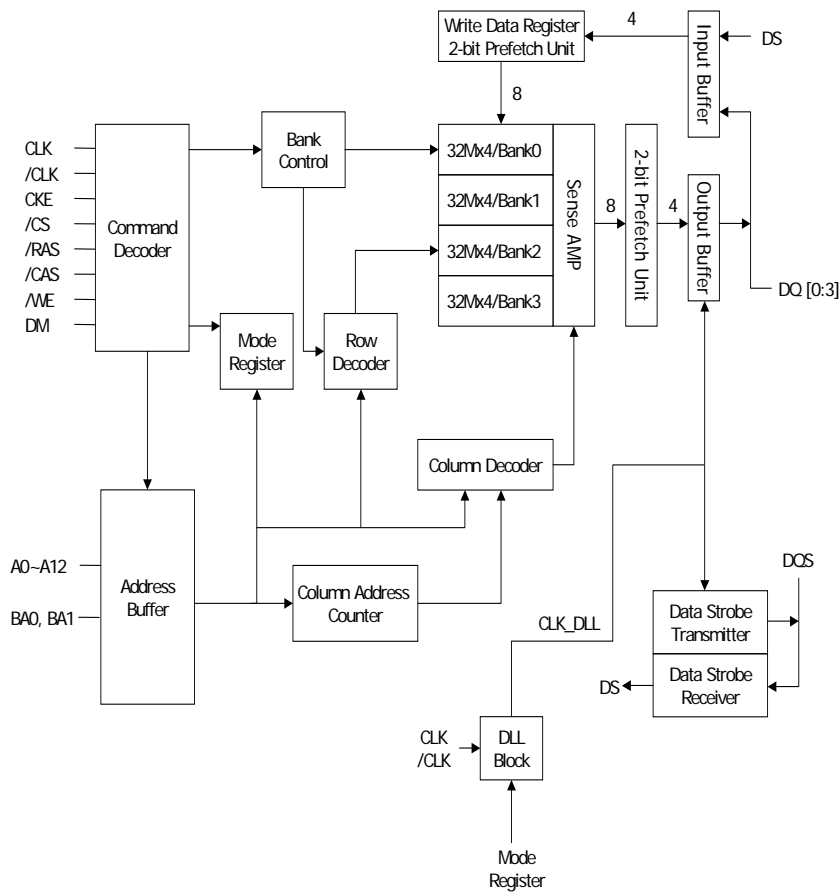 Write Data Register
2-bit Prefetch Unit
4
Input Buffer
DS
8
Bank
Control
32Mx4/Bank0
32Mx4/Bank1
32Mx4/Bank2
32Mx4/Bank3
Sense AMP
8
2-bit Prefetch Unit
4
Output Buffer
DQ [0:3]
CLK
/CLK
CKE
/CS
/RAS
/CAS
/WE
DM
Command
Decoder
Mode
Register
Row
Decoder
Column Decoder
A0~A12
BA0, BA1
Address
Buffer
Column Address
Counter
CLK_DLL
DQS
Data Strobe
Transmitter
Data Strobe
Receiver
DS
CLK
/CLK
DLL
Block
Mode
Register